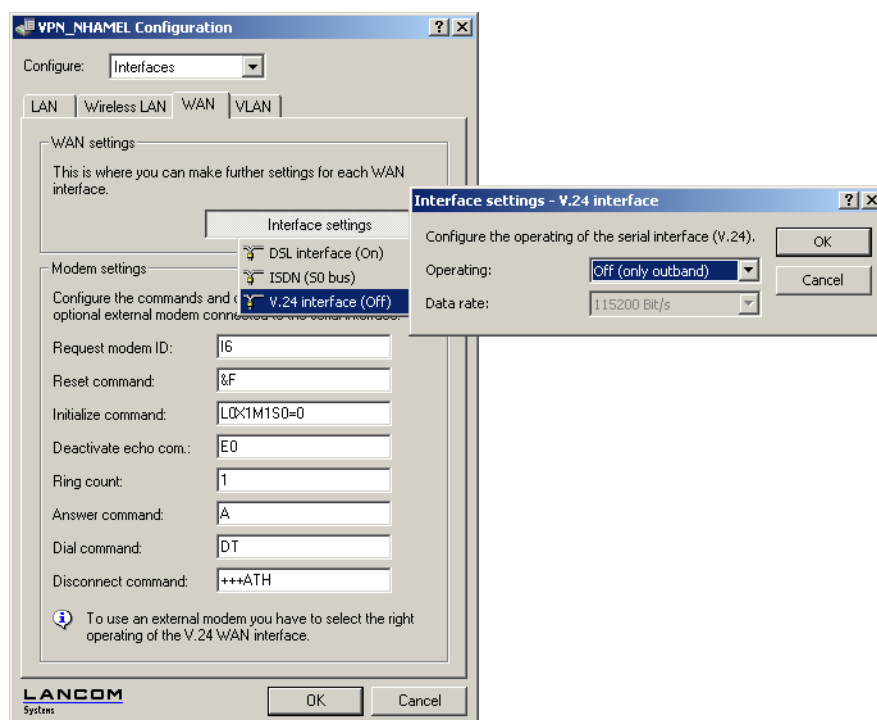 VPN_NHAMEL Configuration
Configure: Interfaces
LAN Wireless LAN WAN VLAN
WAN settings
This is where you can make further settings for each WAN
interface.
Interface settings
DSL interface (On)
ISDN (S0 bus)
V.24 interface (Off)
Modem settings
Configure the commands and
optional external modem connected to the serial interface.
Request modem ID: I6
Reset command: &F
Initialize command: L0X1M1S0=0
Deactivate echo com.: E0
Ring count: 1
Answer command: A
Dial command: DT
Disconnect command: +++ATH
To use an external modem you have to select the right
operating of the V.24 WAN interface.
LANCOM
Systems
OK Cancel
Interface settings - V.24 interface
Configure the operating of the serial interface (V.24).
Operating: Off (only outband)
Data rate: 115200 Bit/s
OK
Cancel